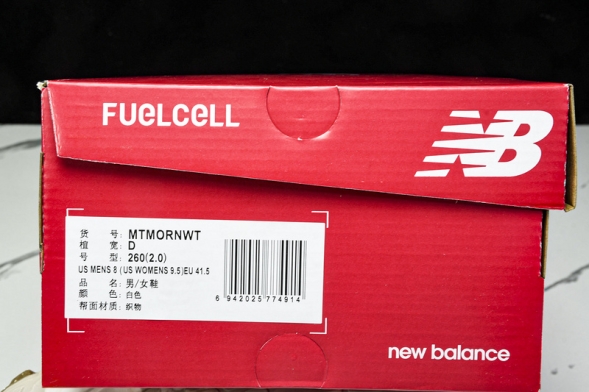 FUELCELL
NB
货 号: MTMORNWT
楦 宽: D
号 型: 260(2.0)
US MENS 8 (US WOMENS 9.5)EU 41.5
品 名: 男/女鞋
颜 色: 白色
帮面材质: 织物
6 942025 774914
new balance